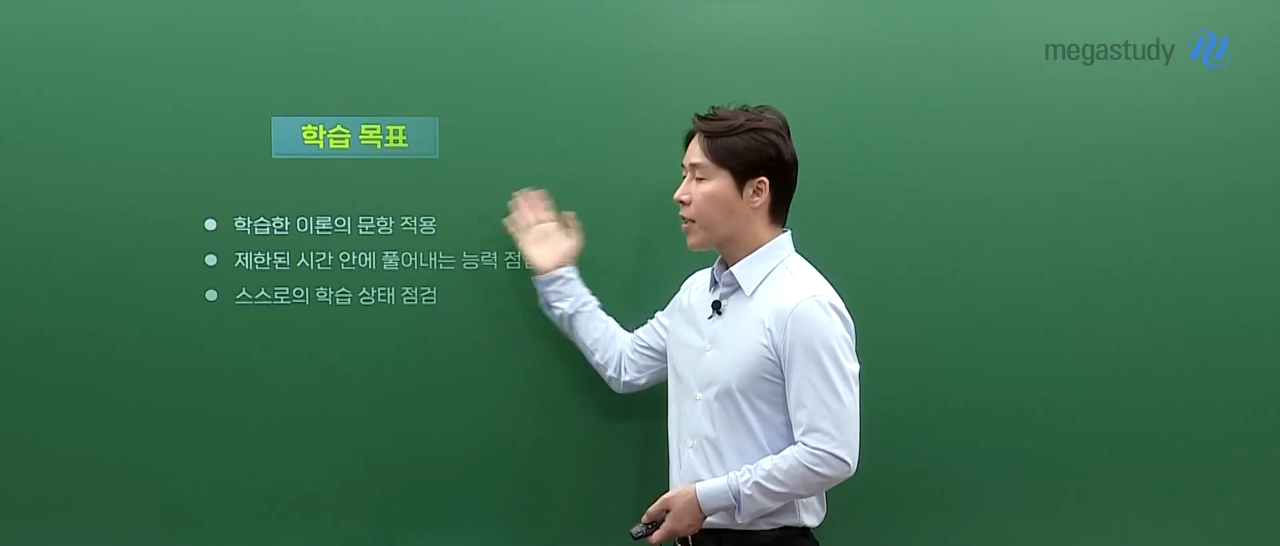 megastudy
학습 목표
학습한 이론의 문항 적용
제한된 시간 안에 풀어내는 능력
스스로의 학습 상태 점검